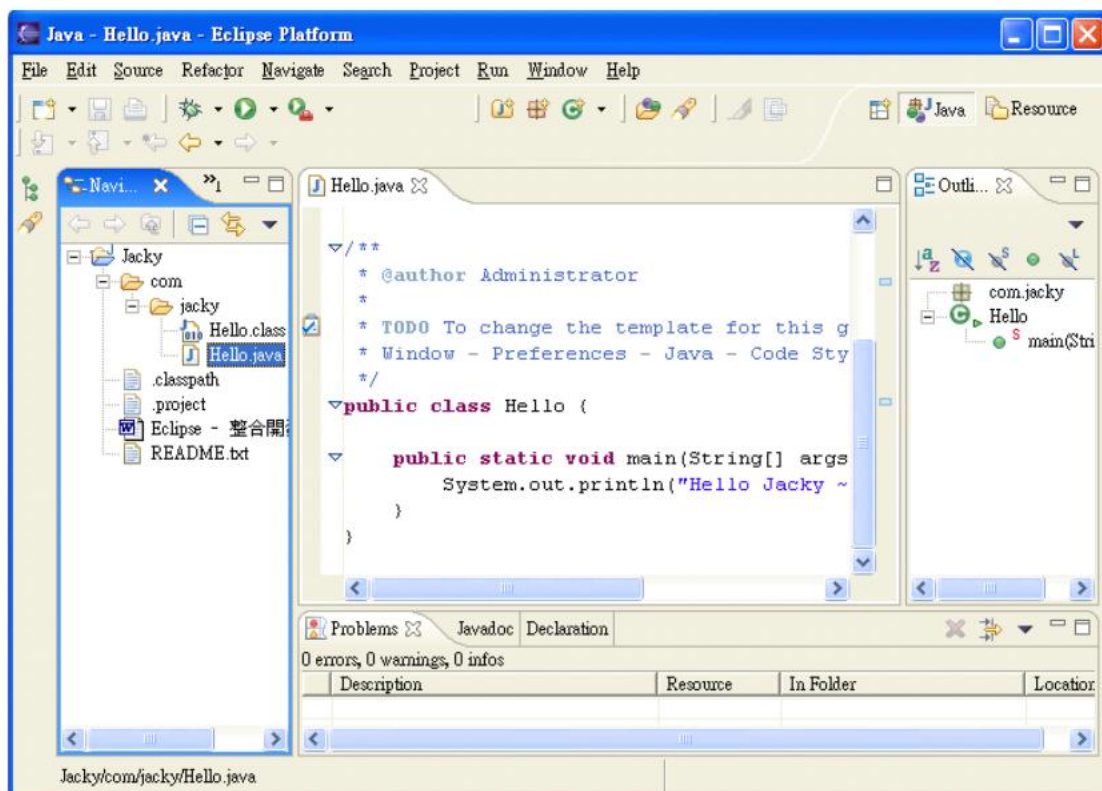 Java - Hello.java - Eclipse Platform
File Edit Source Refactor Navigate Search Project Run Window Help
Java Resource
Navi... »1
Hello.java
Outli...
Jacky
com
jacky
Hello.class
Hello.java
.classpath
.project
Eclipse - 整合開
README.txt
/**
* @author Administrator
*
* TODO To change the template for this g
* Window - Preferences - Java - Code Sty
*/
public class Hello {
public static void main(String[] args
System.out.println("Hello Jacky ~
}
}
com.jacky
Hello
main(Stri
Problems Javadoc Declaration
0 errors, 0 warnings, 0 infos
Description Resource In Folder Location
Jacky/com/jacky/Hello.java